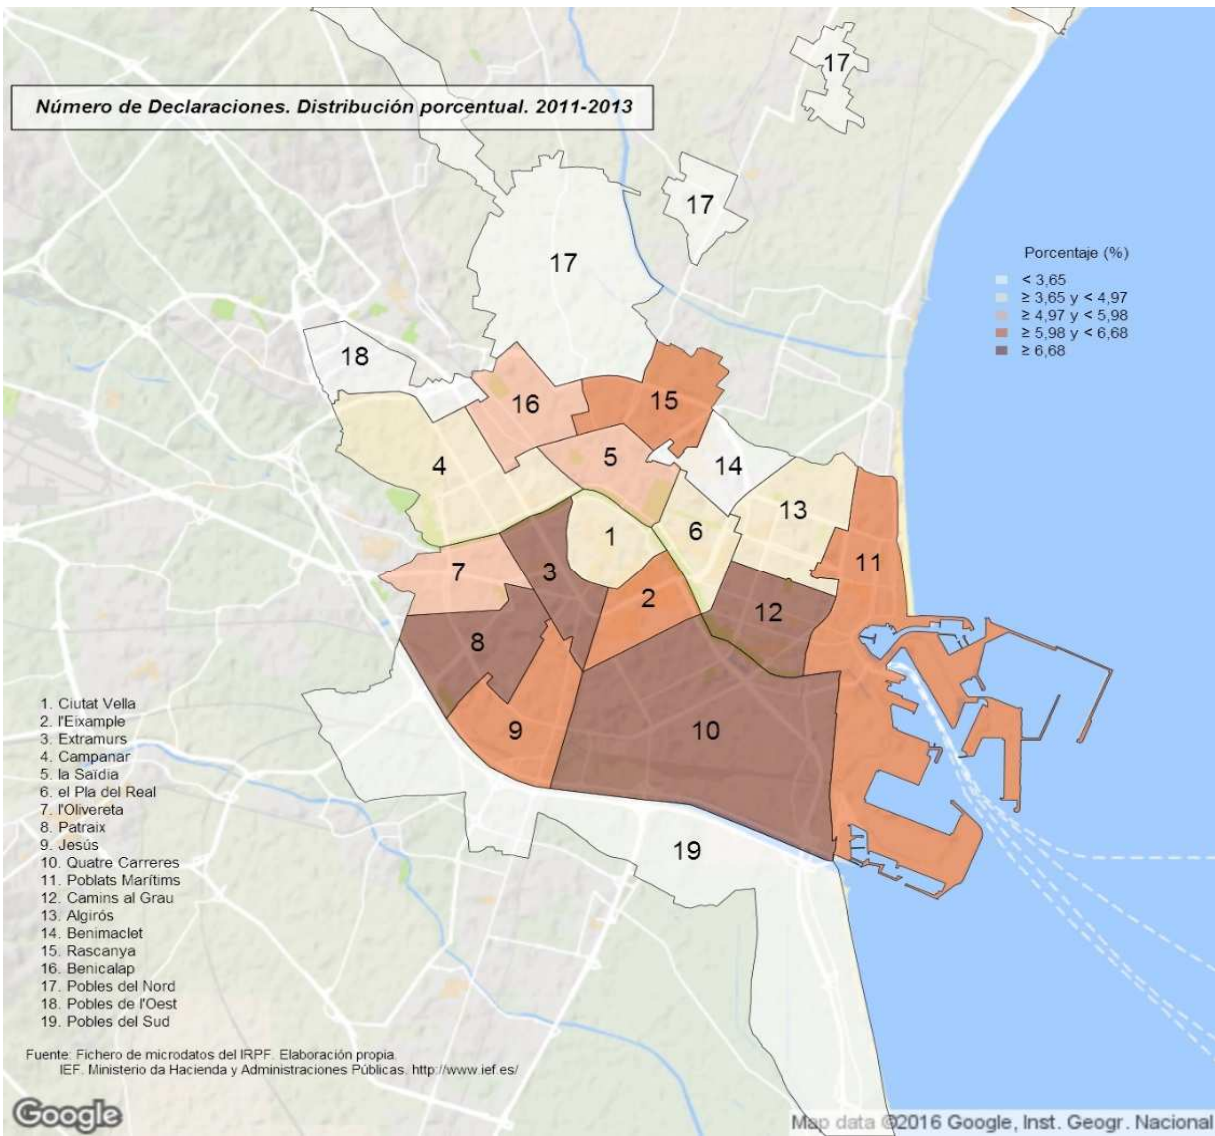 Número de Declaraciones. Distribución porcentual. 2011-2013
17
17
17
Porcentaje (%)
< 3,65
≥ 3,65 y < 4,97
≥ 4,97 y < 5,98
≥ 5,98 y < 6,68
≥ 6,68
18
16
15
4
5
14
13
6
1
11
7
3
2
12
8
9
10
19
1. Ciutat Vella
2. l'Eixample
3. Extramurs
4. Campanar
5. la Saïdia
6. el Pla del Real
7. l'Olivereta
8. Patraix
9. Jesús
10. Quatre Carreres
11. Poblats Marítims
12. Camins al Grau
13. Algirós
14. Benimaclet
15. Rascanya
16. Benicalap
17. Pobles del Nord
18. Pobles de l'Oest
19. Pobles del Sud
Fuente: Fichero de microdatos del IRPF. Elaboración propia.
IEF. Ministerio da Hacienda y Administraciones Públicas. http://www.ief.es/
Google
Map data ©2016 Google, Inst. Geogr. Nacional